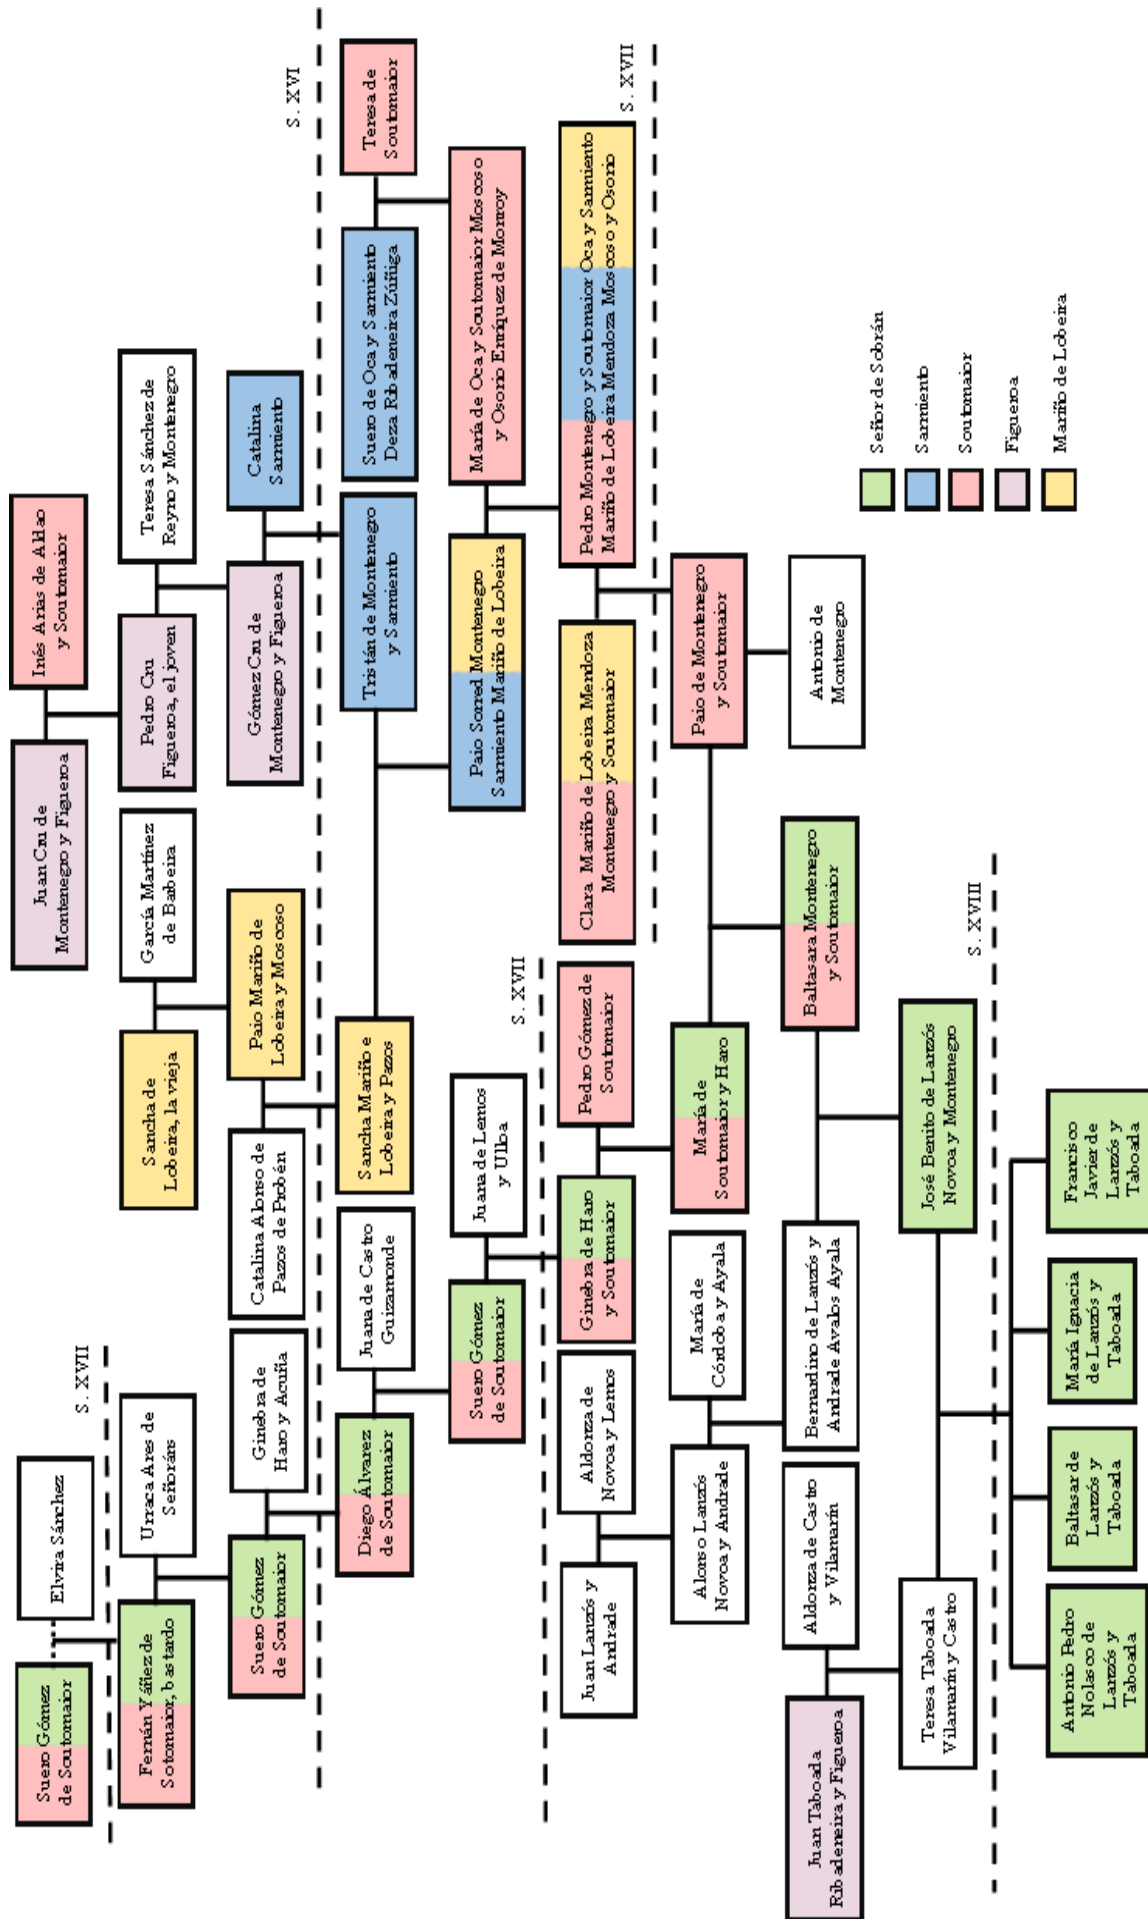 Suero Gómez
de Soutomaior
Elvira Sánchez
S. XVII
Juan Cru de
Montenegro y Figueroa
Inés Arias de Aldao
y Soutomaior
Fernán Yáñez de
Sotomaior, bastardo
Urraca Ares de
Señoráns
Sancha de
Lobeira, la vieja
García Martínez
de Barbeira
Pedro Cru
Figueroa, el joven
Teresa Sánchez de
Reyno y Montenegro
Suero Gómez
de Soutomaior
Ginebra de
Haro y Acuña
Catalina Alonso de
Pazos de Probén
Paio Mariño de
Lobeira y Moscoso
Gómez Cru de
Montenegro y Figueroa
Catalina
Sarmiento
S. XVI
Diego Álvarez
de Soutomaior
Juana de Castro
Guizamonde
Sancha Mariño e
Lobeira y Pazos
Tristán de Montenegro
y Sarmiento
Suero de Oca y Sarmiento
Deza Ribadeneira Zúñiga
Teresa de
Soutomaior
Suero Gómez
de Soutomaior
Juana de Lemos
y Ulloa
Paio Sorred Montenegro
Sarmiento Mariño de Lobeira
María de Oca y Soutomaior Moscoso
y Osorio Enríquez de Monroy
S. XVII
Juan Lanzós y
Andrade
Aldonza de
Novoa y Lemos
Ginebra de Haro
y Soutomaior
Pedro Gómez de
Soutomaior
Clara Mariño de Lobeira Mendoza
Montenegro y Soutomaior
Pedro Montenegro y Soutomaior Oca y Sarmiento
Mariño de Lobeira Mendoza Moscoso y Osorio
S. XVII
Alonso Lanzós
Novoa y Andrade
María de
Córdoba y Ayala
María de
Soutomaior y Haro
Paio de Montenegro
y Soutomaior
Juan Taboada
Ribadeneira y Figueroa
Aldonza de Castro
y Vilamarín
Bernardino de Lanzós y
Andrade Avalos Ayala
Baltasara Montenegro
y Soutomaior
Antonio de
Montenegro
Teresa Taboada
Vilamarín y Castro
José Benito de Lanzós
Novoa y Montenegro
S. XVIII
Antonio Pedro
Nolasco de
Lanzós y
Taboada
Baltasar de
Lanzós y
Taboada
María Ignacia
de Lanzós y
Taboada
Francisco
Javier de
Lanzós y
Taboada
Señor de Sobrán
Sarmiento
Soutomaior
Figueroa
Mariño de Lobeira